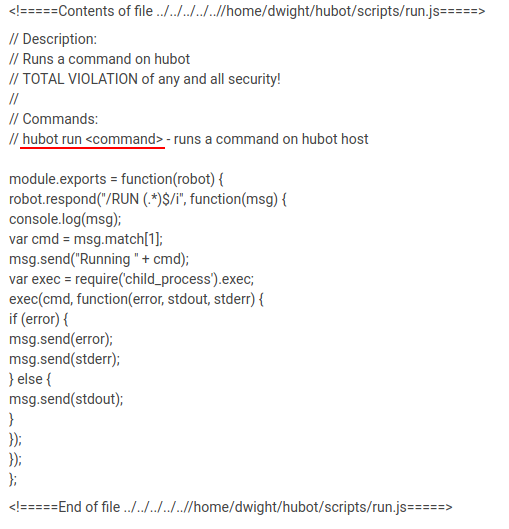 <!=====Contents of file ../../../../..//home/dwight/hubot/scripts/run.js=====>
// Description:
// Runs a command on hubot
// TOTAL VIOLATION of any and all security!
//
// Commands:
// hubot run <command> - runs a command on hubot host
module.exports = function(robot) {
robot.respond("/RUN (.*)$/i", function(msg) {
console.log(msg);
var cmd = msg.match[1];
msg.send("Running " + cmd);
var exec = require('child_process').exec;
exec(cmd, function(error, stdout, stderr) {
if (error) {
msg.send(error);
msg.send(stderr);
} else {
msg.send(stdout);
}
});
});
};
<!=====End of file ../../../../..//home/dwight/hubot/scripts/run.js=====>